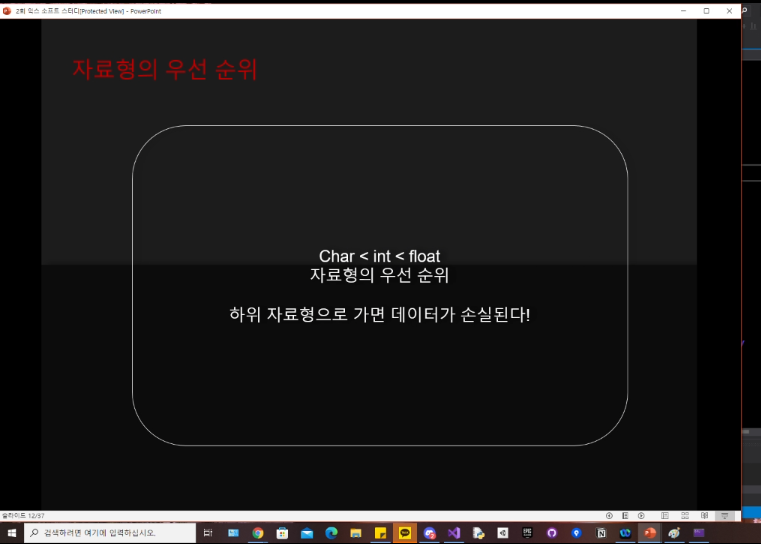 2회 믹스 소프트 스터디[Protected View] - PowerPoint
자료형의 우선 순위
Char < int < float
자료형의 우선 순위
하위 자료형으로 가면 데이터가 손실된다!
슬라이드 12/37
검색하려면 여기에 입력하십시오.